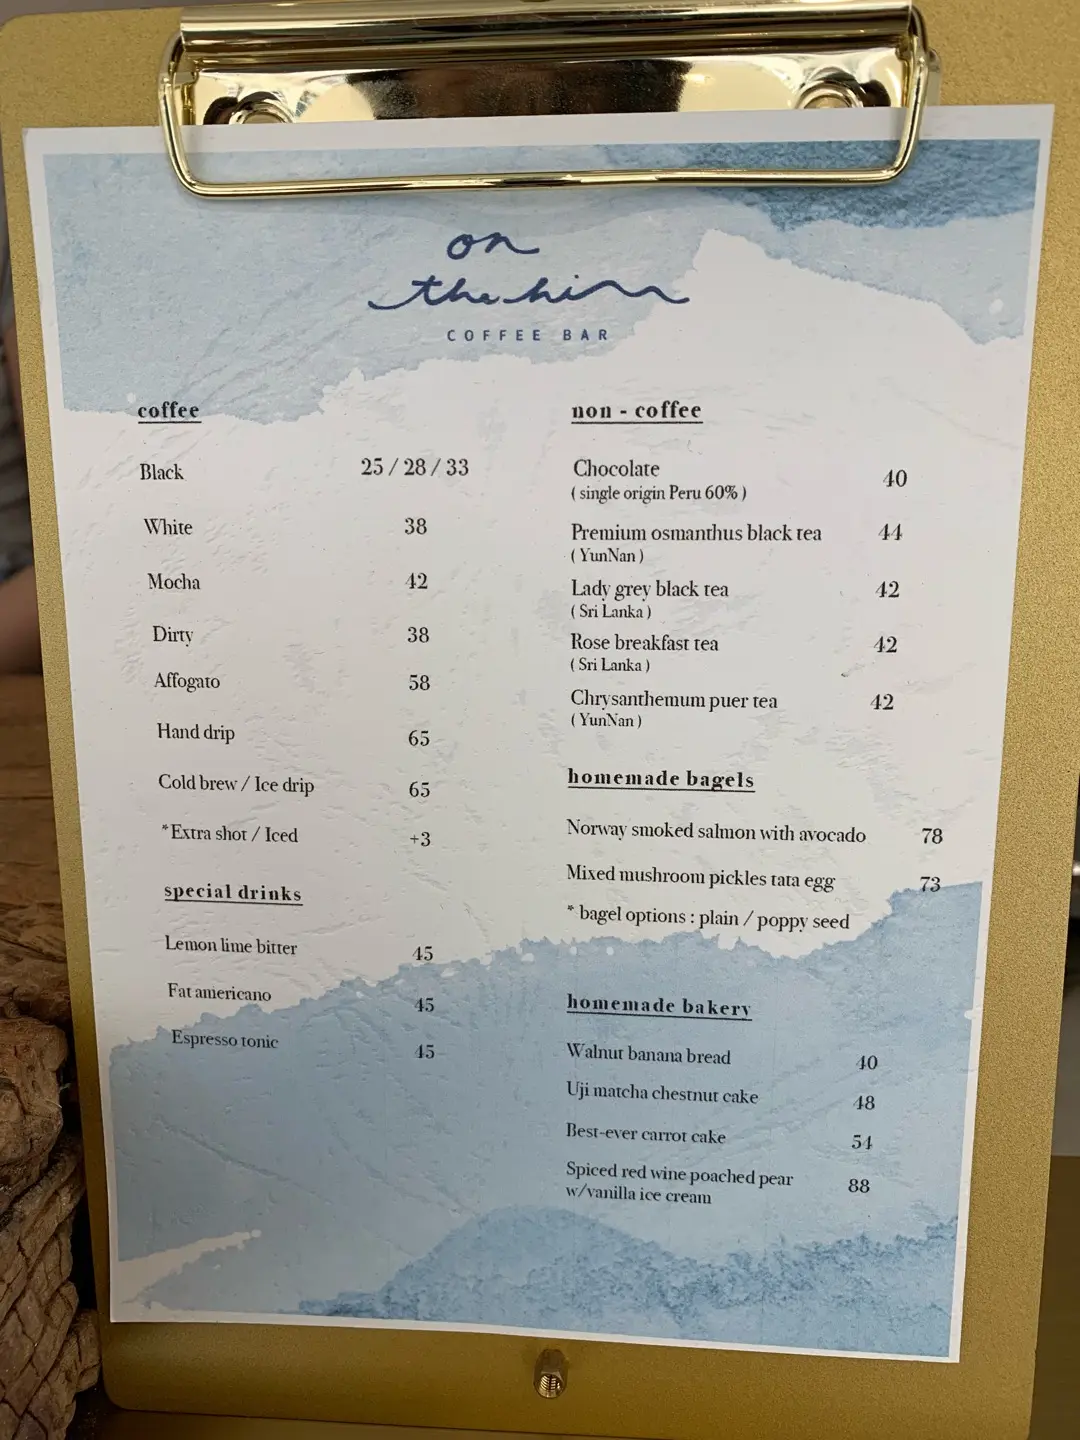 on
the hill
COFFEE BAR
coffee
Black 25 / 28 / 33
White 38
Mocha 42
Dirty 38
Affogato 58
Hand drip 65
Cold brew / Ice drip 65
*Extra shot / Iced +3
special drinks
Lemon lime bitter 45
Fat americano 45
Espresso tonic 45
non - coffee
Chocolate 40
( single origin Peru 60% )
Premium osmanthus black tea 44
( YunNan )
Lady grey black tea 42
( Sri Lanka )
Rose breakfast tea 42
( Sri Lanka )
Chrysanthemum puer tea 42
( YunNan )
homemade bagels
Norway smoked salmon with avocado 78
Mixed mushroom pickles tata egg 73
* bagel options : plain / poppy seed
homemade bakery
Walnut banana bread 40
Uji matcha chestnut cake 48
Best-ever carrot cake 54
Spiced red wine poached pear 88
w/vanilla ice cream